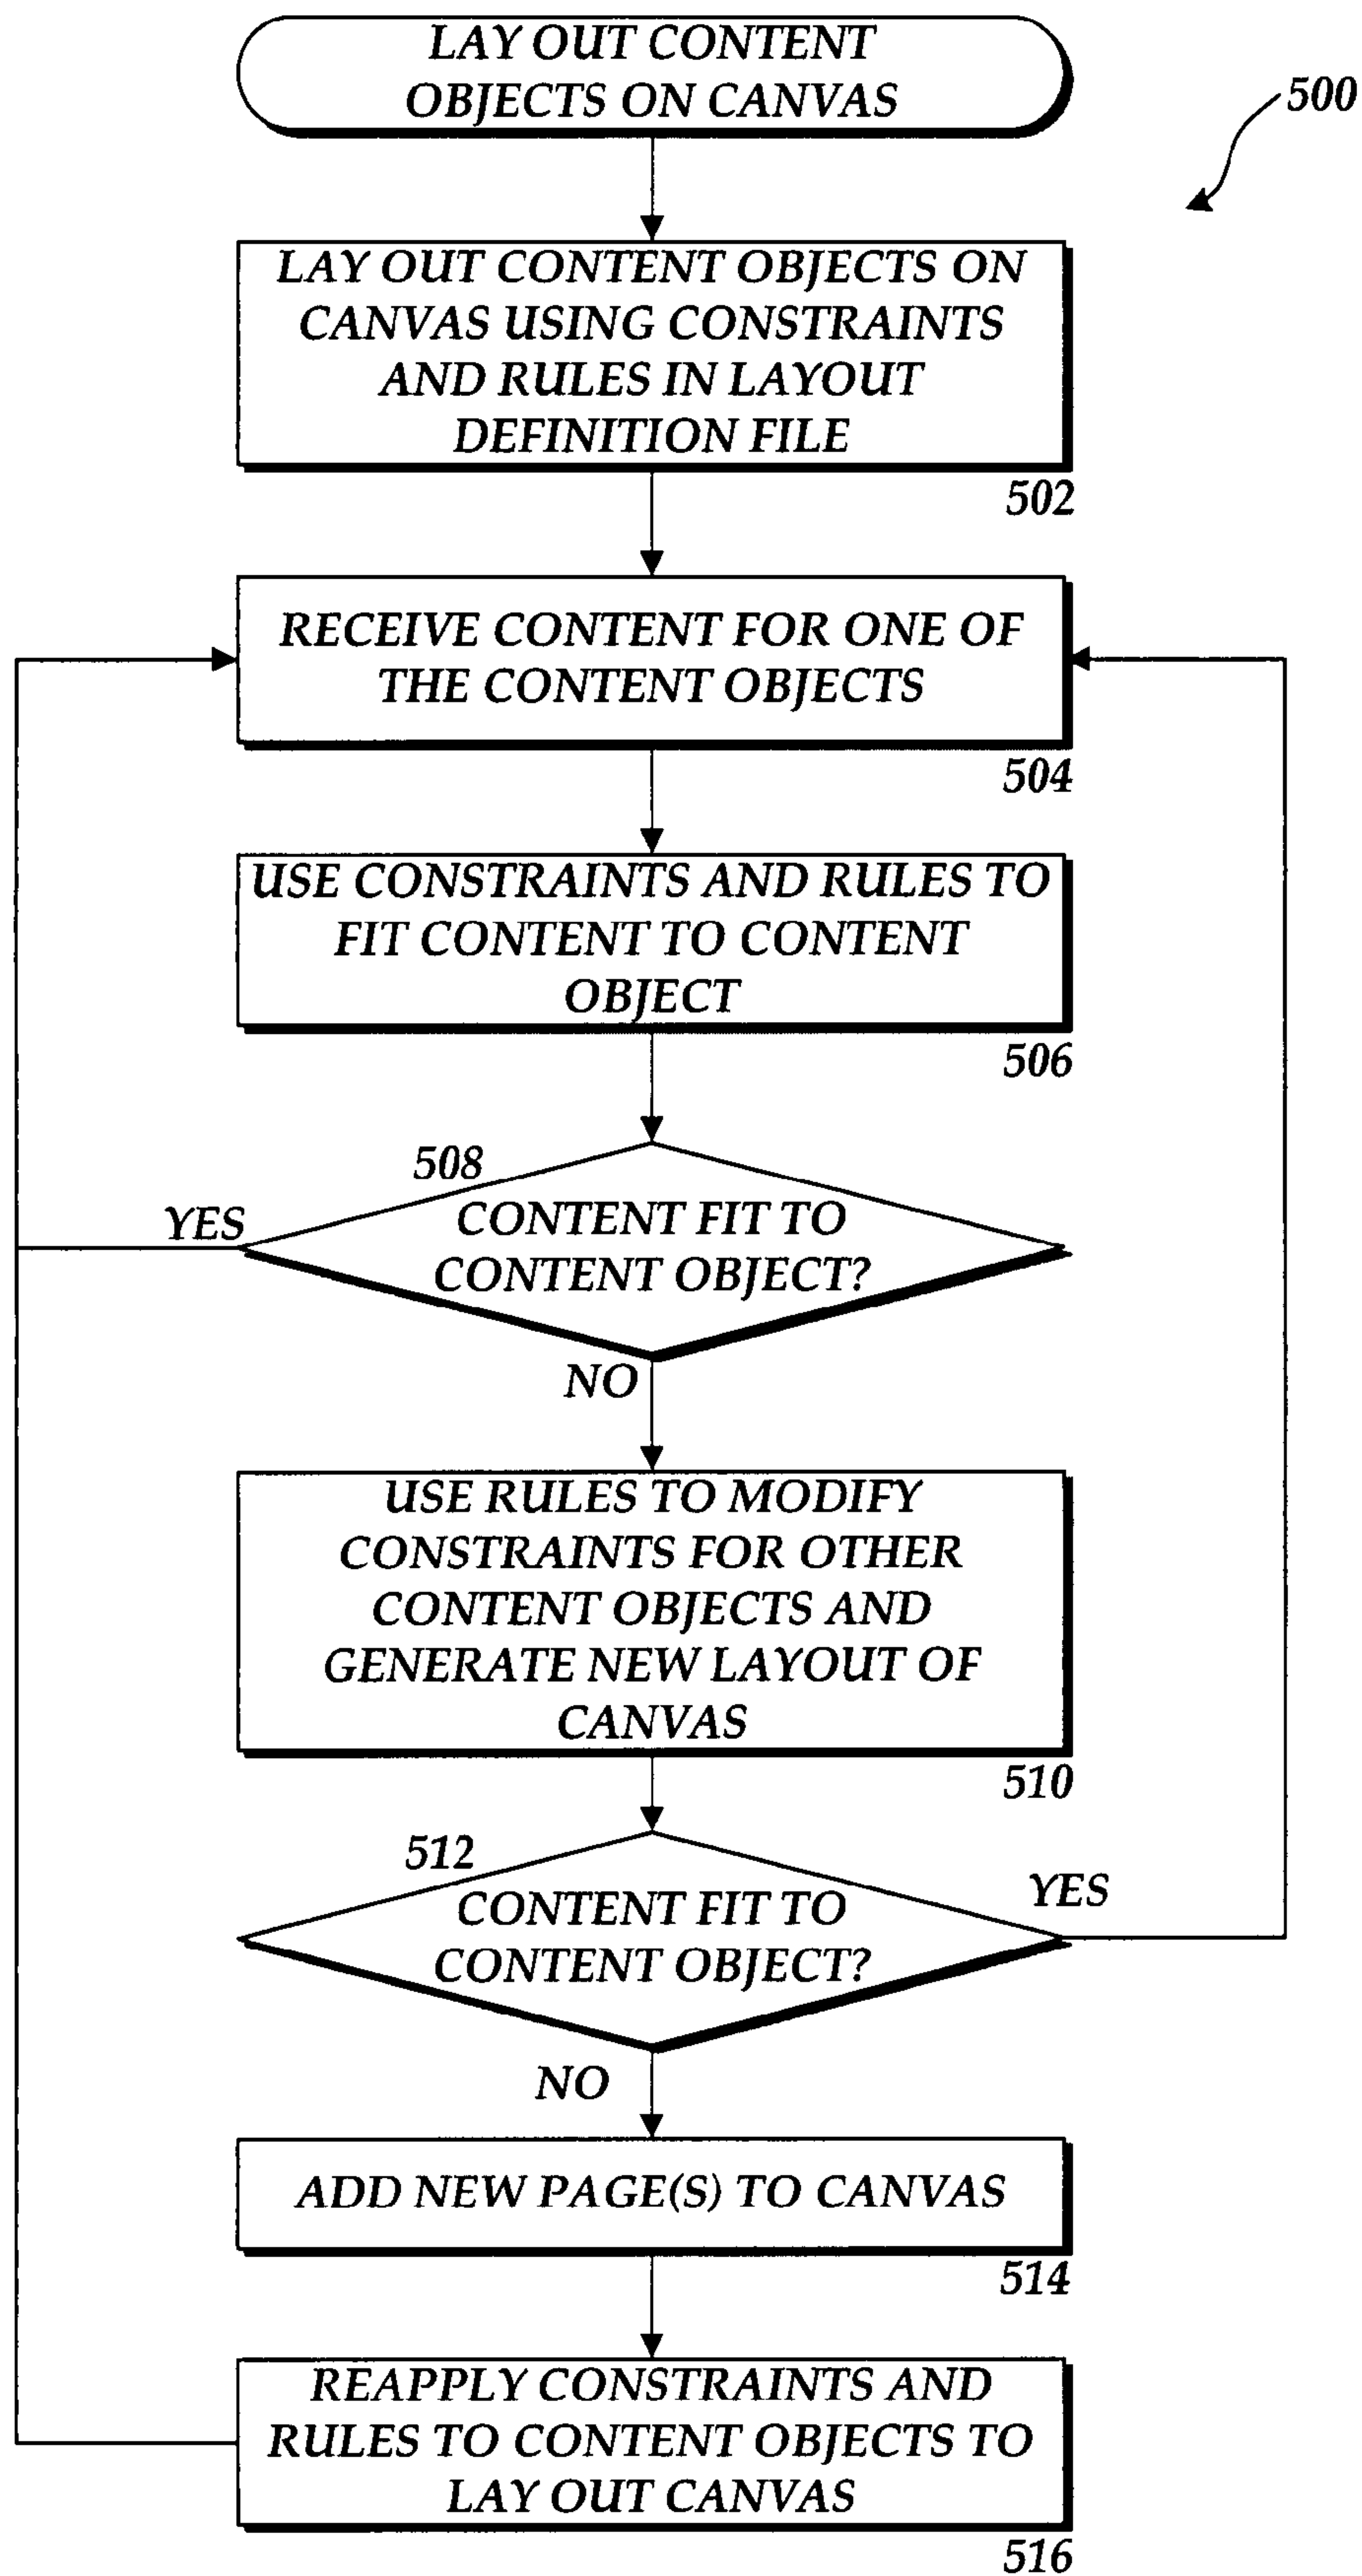 LAY OUT CONTENT
OBJECTS ON CANVAS
500
LAY OUT CONTENT OBJECTS ON
CANVAS USING CONSTRAINTS
AND RULES IN LAYOUT
DEFINITION FILE
502
RECEIVE CONTENT FOR ONE OF
THE CONTENT OBJECTS
504
USE CONSTRAINTS AND RULES TO
FIT CONTENT TO CONTENT
OBJECT
506
508
YES
CONTENT FIT TO
CONTENT OBJECT?
NO
USE RULES TO MODIFY
CONSTRAINTS FOR OTHER
CONTENT OBJECTS AND
GENERATE NEW LAYOUT OF
CANVAS
510
512
CONTENT FIT TO
CONTENT OBJECT?
YES
NO
ADD NEW PAGE(S) TO CANVAS
514
REAPPLY CONSTRAINTS AND
RULES TO CONTENT OBJECTS TO
LAY OUT CANVAS
516